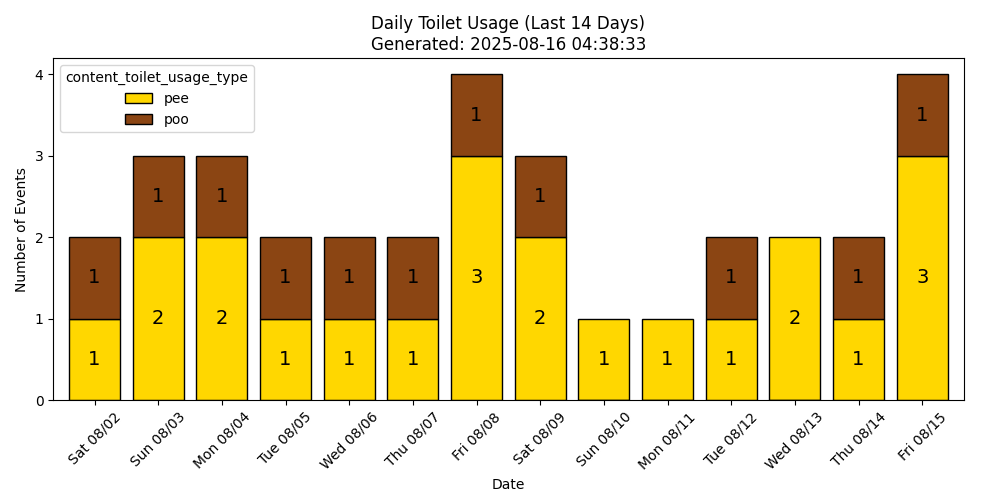 Daily Toilet Usage (Last 14 Days)
Generated: 2025-08-16 04:38:33
content_toilet_usage_type
pee
poo
Number of Events
4
3
2
1
0
1 1 1 1 1 1 1 1 1 1 1
1 2 2 1 1 1 3 2 1 1 1 2 1 3
Sat 08/02 Sun 08/03 Mon 08/04 Tue 08/05 Wed 08/06 Thu 08/07 Fri 08/08 Sat 08/09 Sun 08/10 Mon 08/11 Tue 08/12 Wed 08/13 Thu 08/14 Fri 08/15
Date